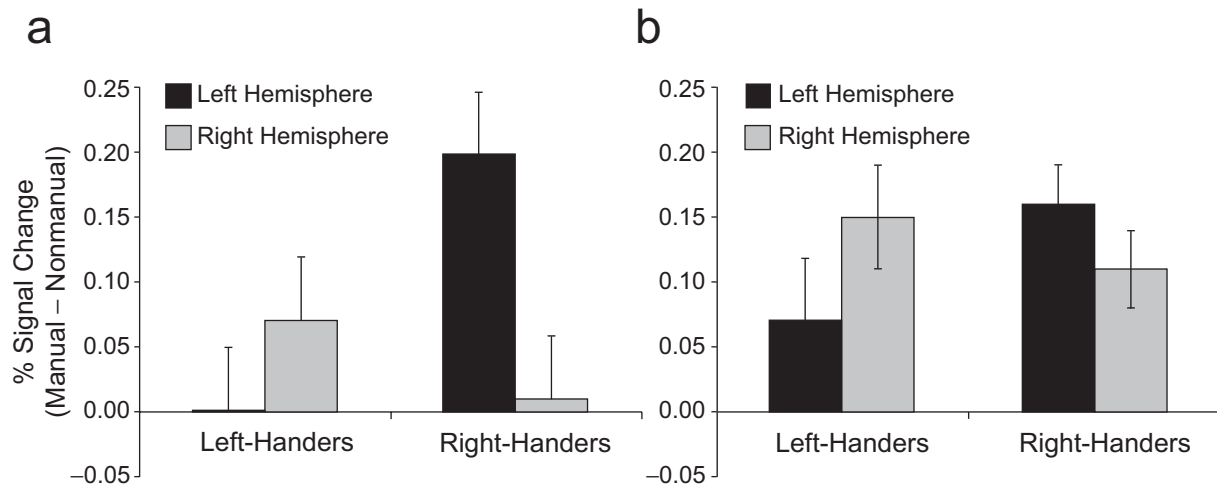 a
% Signal Change
(Manual – Nonmanual)
0.25
0.20
0.15
0.10
0.05
0.00
–0.05
Left Hemisphere
Right Hemisphere
Left-Handers
Right-Handers
b
0.25
0.20
0.15
0.10
0.05
0.00
–0.05
Left Hemisphere
Right Hemisphere
Left-Handers
Right-Handers